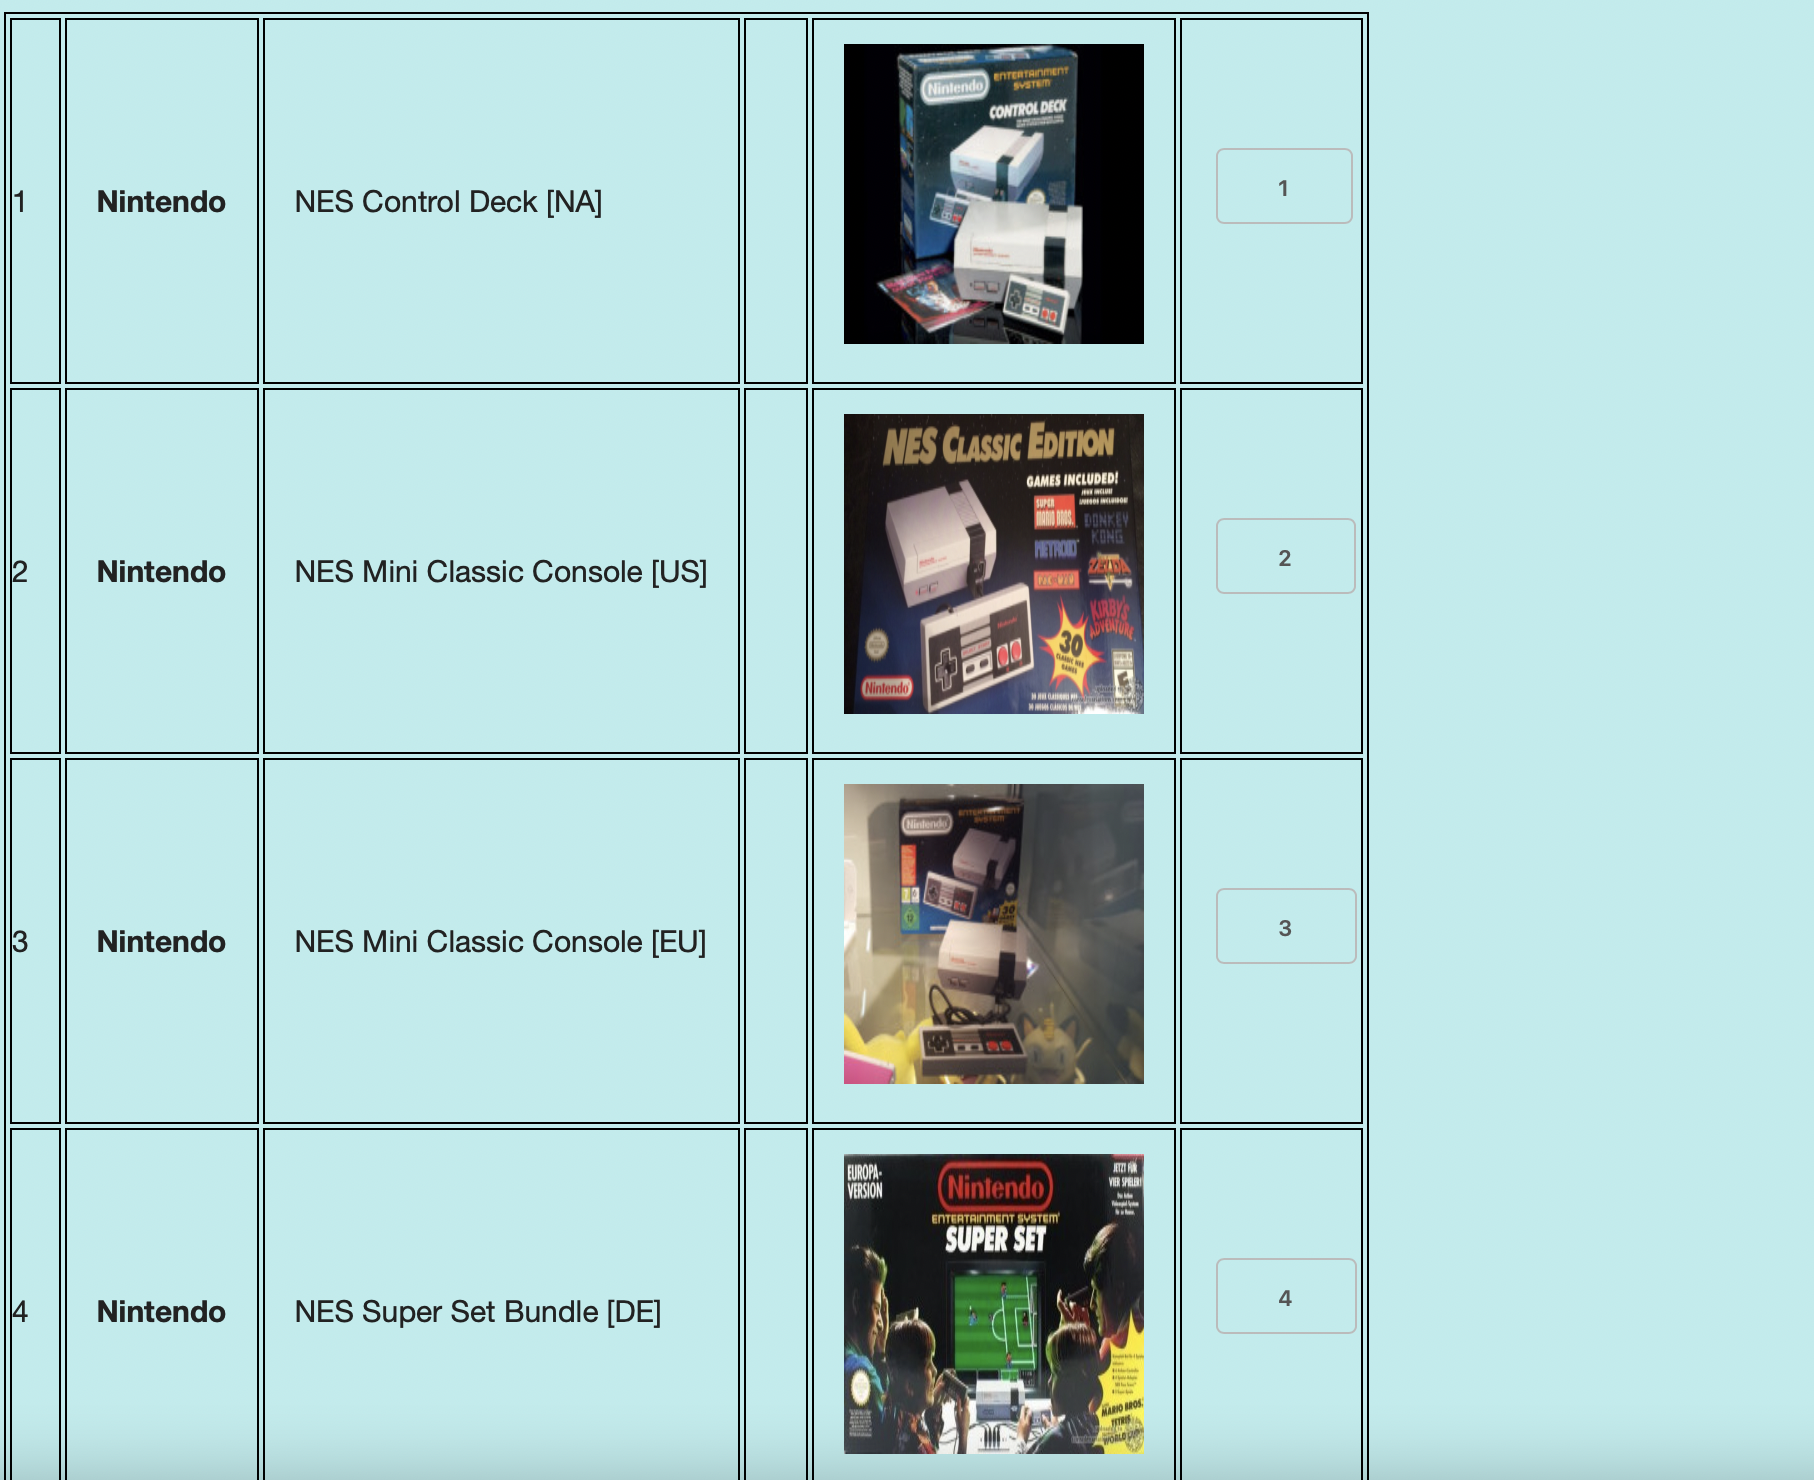 1
Nintendo
NES Control Deck [NA]
Nintendo
ENTERTAINMENT
SYSTEM
CONTROL DECK
1
2
Nintendo
NES Mini Classic Console [US]
NES CLASSIC EDITION
GAMES INCLUDED!
SUPER
MARIO BROS.
DONKEY
KONG
METROID
ZELDA
PAC-MAN
KIRBY'S
ADVENTURE
30
CLASSIC NES
GAMES
Nintendo
E
2
3
Nintendo
NES Mini Classic Console [EU]
Nintendo
ENTERTAINMENT
SYSTEM
30
3
4
Nintendo
NES Super Set Bundle [DE]
EUROPA-
VERSION
Nintendo
ENTERTAINMENT SYSTEM
SUPER SET
JETZT FÜR
VIER SPIELER!
MARIO BROS.
TETRIS
WORLD CUP
4